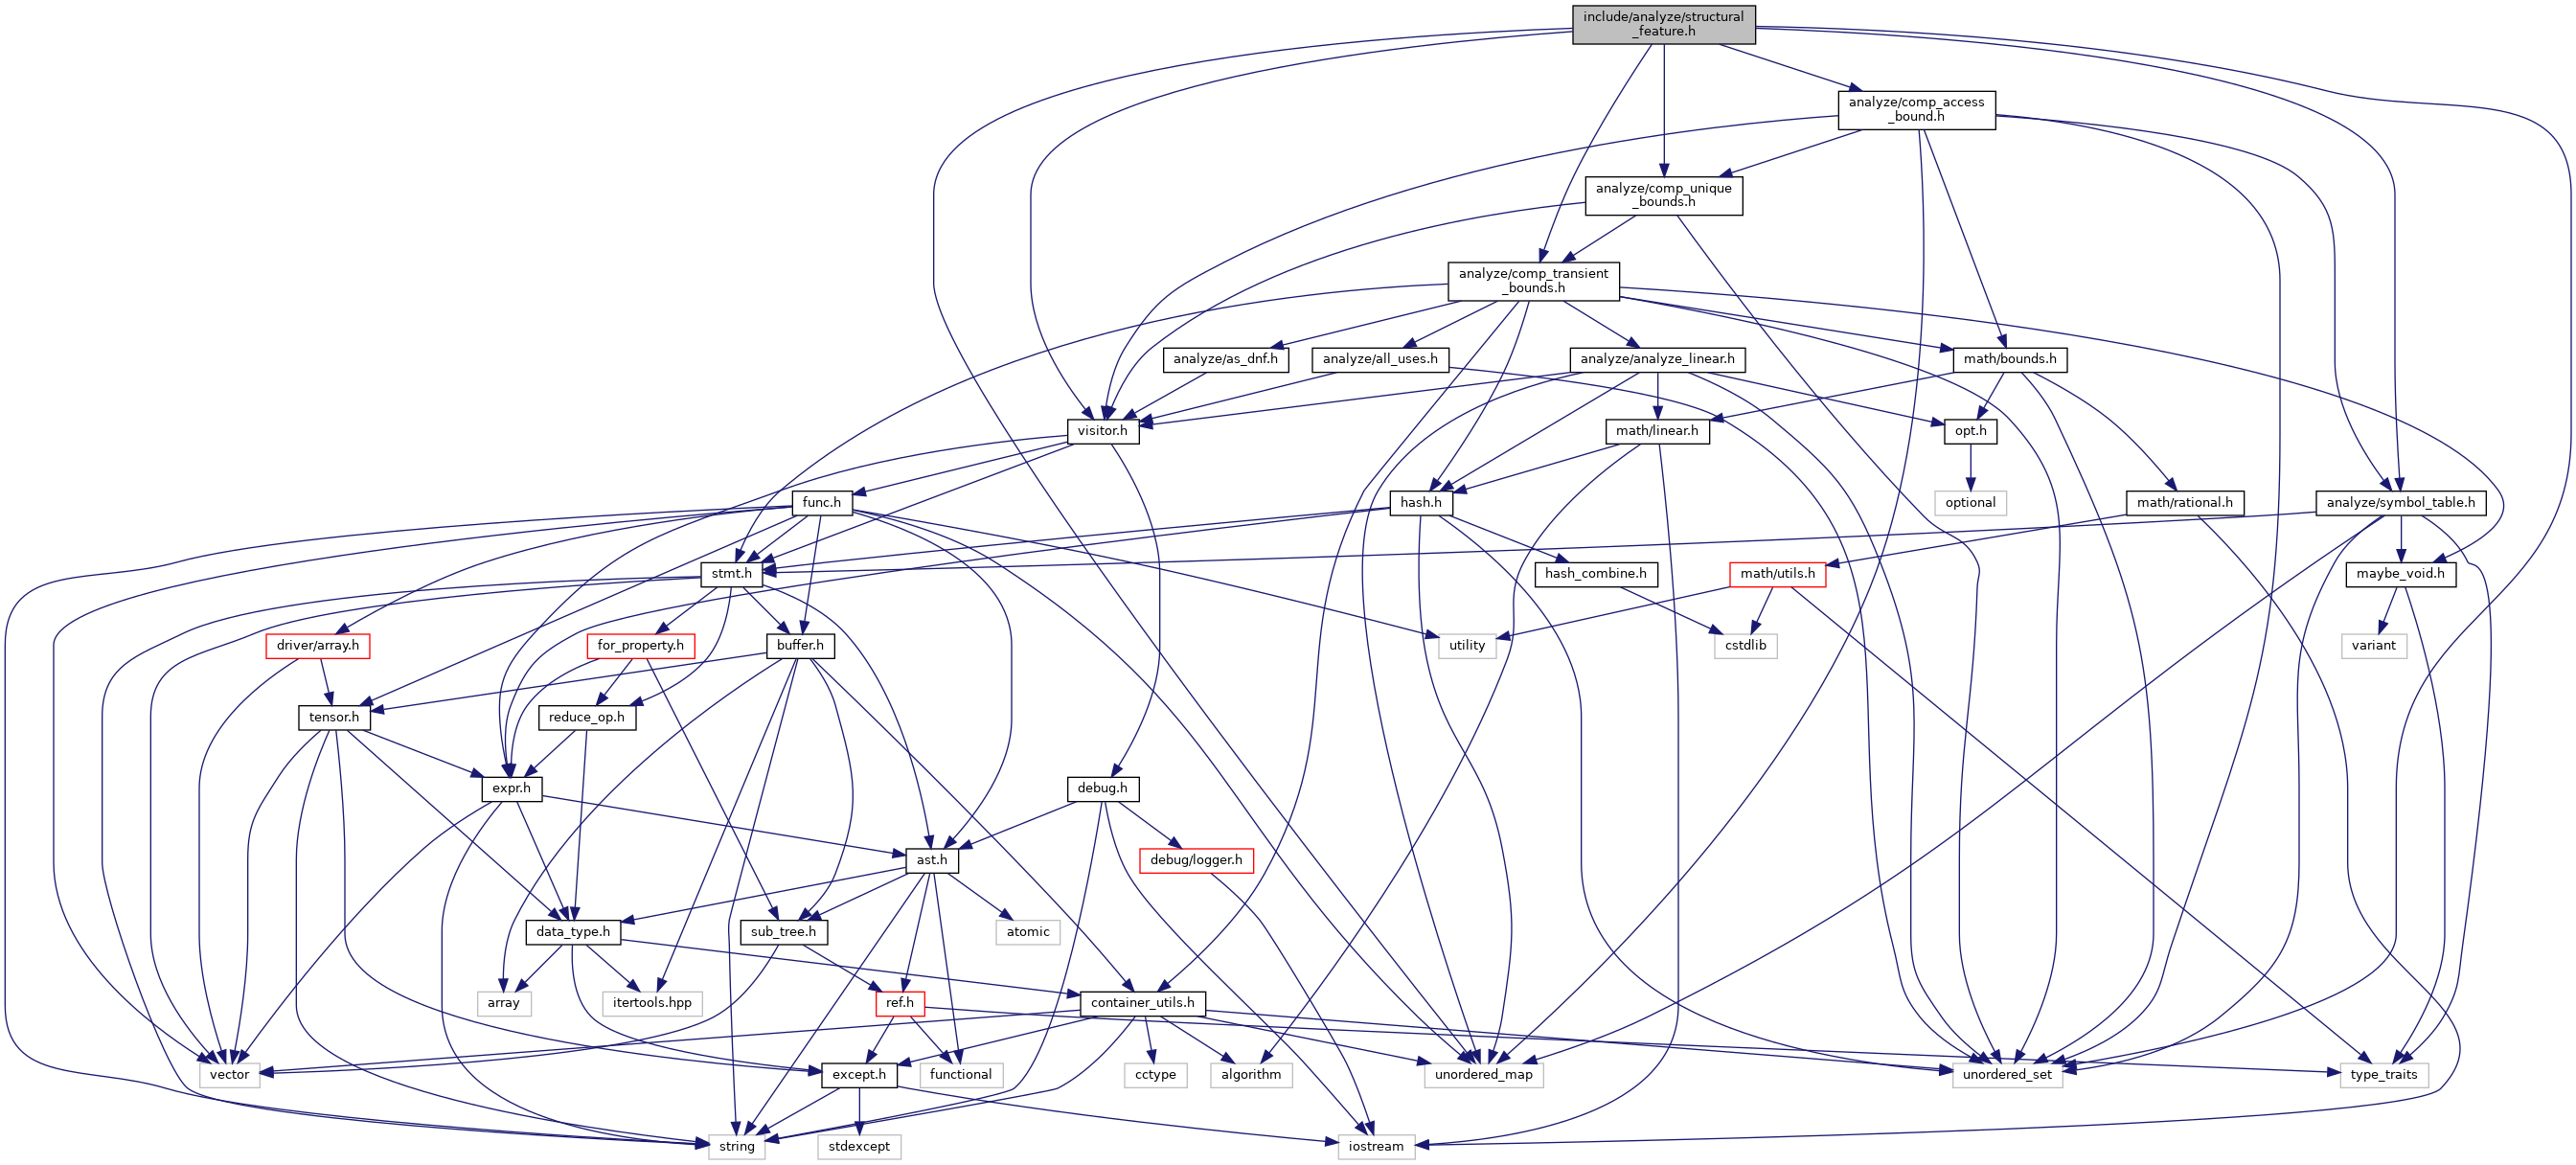 include/analyze/structural
_feature.h
analyze/comp_access
_bound.h
analyze/comp_unique
_bounds.h
analyze/comp_transient
_bounds.h
analyze/as_dnf.h
analyze/all_uses.h
analyze/analyze_linear.h
math/bounds.h
visitor.h
math/linear.h
opt.h
func.h
hash.h
optional
math/rational.h
analyze/symbol_table.h
stmt.h
hash_combine.h
math/utils.h
maybe_void.h
driver/array.h
for_property.h
buffer.h
utility
cstdlib
variant
tensor.h
reduce_op.h
expr.h
debug.h
ast.h
debug/logger.h
data_type.h
sub_tree.h
atomic
array
itertools.hpp
ref.h
container_utils.h
vector
except.h
functional
cctype
algorithm
unordered_map
unordered_set
type_traits
string
stdexcept
iostream